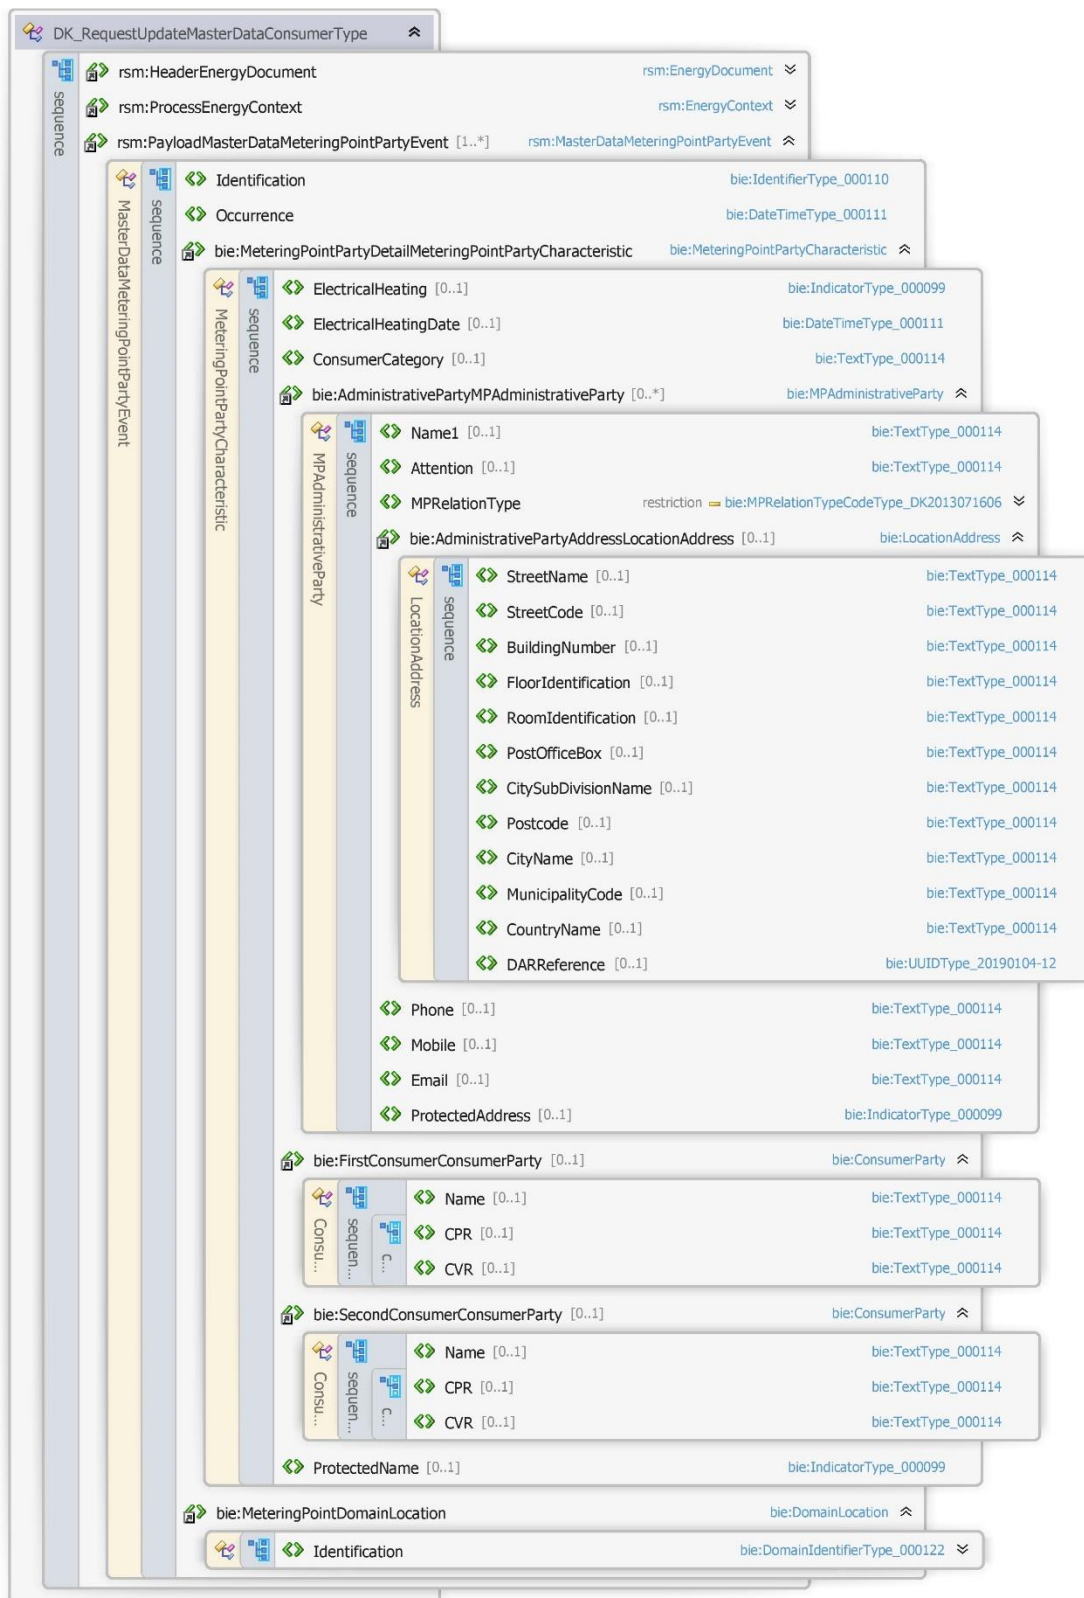 DK_RequestUpdateMasterDataConsumerType
sequence
rsm:HeaderEnergyDocument rsm:EnergyDocument
rsm:ProcessEnergyContext rsm:EnergyContext
rsm:PayloadMasterDataMeteringPointPartyEvent [1..*] rsm:MasterDataMeteringPointPartyEvent
MasterDataMeteringPointPartyEvent
sequence
Identification bie:IdentifierType_000110
Occurrence bie:DateTimeType_000111
bie:MeteringPointPartyDetailMeteringPointPartyCharacteristic bie:MeteringPointPartyCharacteristic
MeteringPointPartyCharacteristic
sequence
ElectricalHeating [0..1] bie:IndicatorType_000099
ElectricalHeatingDate [0..1] bie:DateTimeType_000111
ConsumerCategory [0..1] bie:TextType_000114
bie:AdministrativePartyMPAdministrativeParty [0..*] bie:MPAdministrativeParty
MPAdministrativeParty
sequence
Name1 [0..1] bie:TextType_000114
Attention [0..1] bie:TextType_000114
MPRelationType restriction bie:MPRelationTypeCodeType_DK2013071606
bie:AdministrativePartyAddressLocationAddress [0..1] bie:LocationAddress
LocationAddress
sequence
StreetName [0..1] bie:TextType_000114
StreetCode [0..1] bie:TextType_000114
BuildingNumber [0..1] bie:TextType_000114
FloorIdentification [0..1] bie:TextType_000114
RoomIdentification [0..1] bie:TextType_000114
PostOfficeBox [0..1] bie:TextType_000114
CitySubDivisionName [0..1] bie:TextType_000114
Postcode [0..1] bie:TextType_000114
CityName [0..1] bie:TextType_000114
MunicipalityCode [0..1] bie:TextType_000114
CountryName [0..1] bie:TextType_000114
DARReference [0..1] bie:UUIDType_20190104-12
Phone [0..1] bie:TextType_000114
Mobile [0..1] bie:TextType_000114
Email [0..1] bie:TextType_000114
ProtectedAddress [0..1] bie:IndicatorType_000099
bie:FirstConsumerConsumerParty [0..1] bie:ConsumerParty
Consu...
sequen...
c...
Name [0..1] bie:TextType_000114
CPR [0..1] bie:TextType_000114
CVR [0..1] bie:TextType_000114
bie:SecondConsumerConsumerParty [0..1] bie:ConsumerParty
Consu...
sequen...
c...
Name [0..1] bie:TextType_000114
CPR [0..1] bie:TextType_000114
CVR [0..1] bie:TextType_000114
ProtectedName [0..1] bie:IndicatorType_000099
bie:MeteringPointDomainLocation bie:DomainLocation
Identification bie:DomainIdentifierType_000122